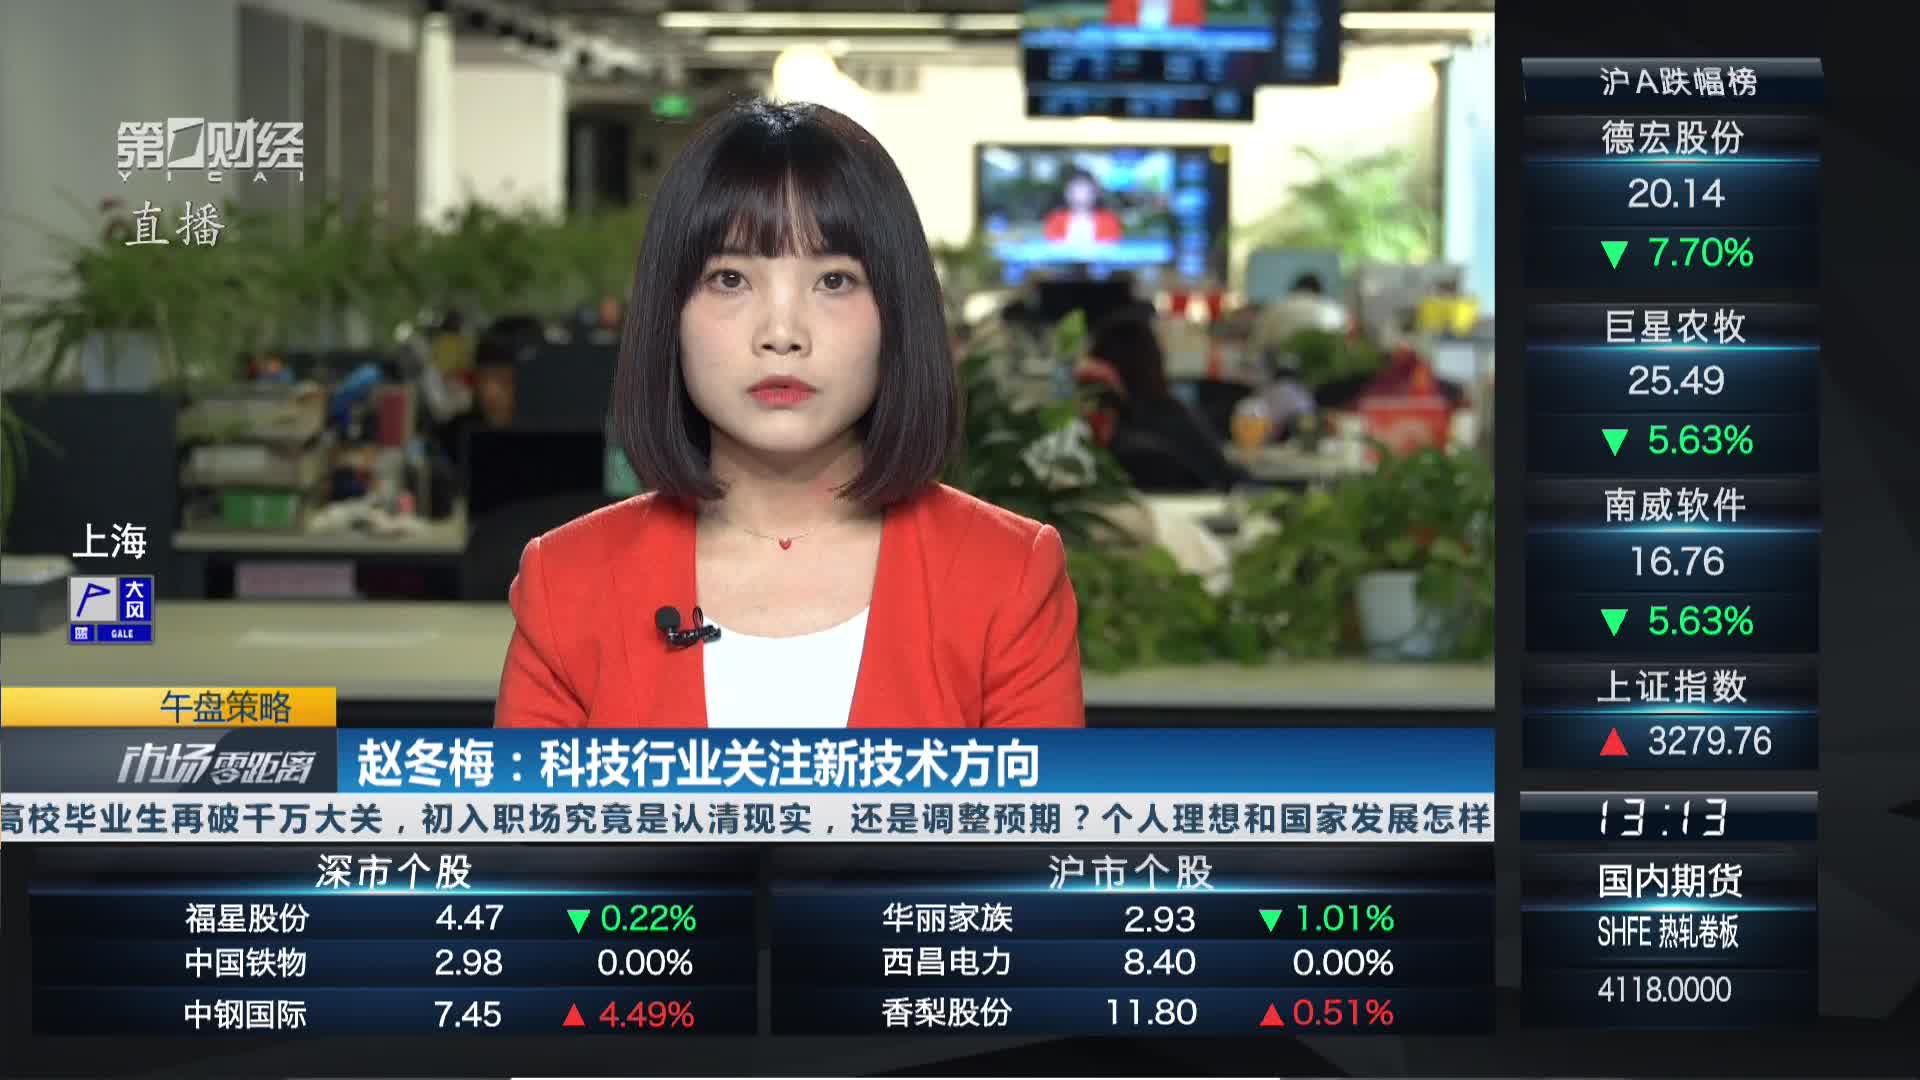 第一财经
YICAI
直播
上海
大风
蓝 GALE
午盘策略
市场零距离
赵冬梅：科技行业关注新技术方向
高校毕业生再破千万大关，初入职场究竟是认清现实，还是调整预期？个人理想和国家发展怎样
深市个股
福星股份 4.47 ▼0.22%
中国铁物 2.98 0.00%
中钢国际 7.45 ▲4.49%
沪市个股
华丽家族 2.93 ▼1.01%
西昌电力 8.40 0.00%
香梨股份 11.80 ▲0.51%
沪A跌幅榜
德宏股份
20.14
▼ 7.70%
巨星农牧
25.49
▼ 5.63%
南威软件
16.76
▼ 5.63%
上证指数
▲ 3279.76
13:13
国内期货
SHFE 热轧卷板
4118.0000